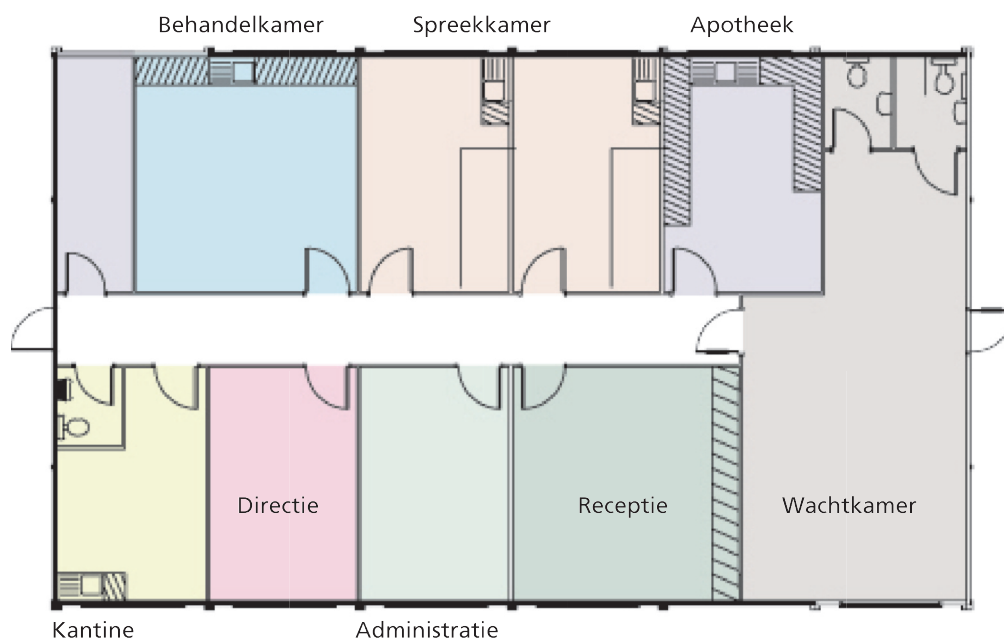 Behandelkamer
Spreekkamer
Apotheek
Directie
Receptie
Wachtkamer
Kantine
Administratie